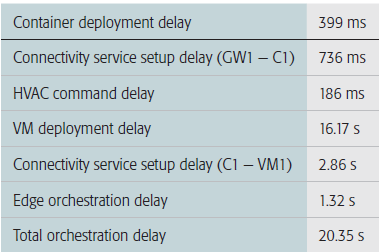 Container deployment delay 399 ms
Connectivity service setup delay (GW1 – C1) 736 ms
HVAC command delay 186 ms
VM deployment delay 16.17 s
Connectivity service setup delay (C1 – VM1) 2.86 s
Edge orchestration delay 1.32 s
Total orchestration delay 20.35 s